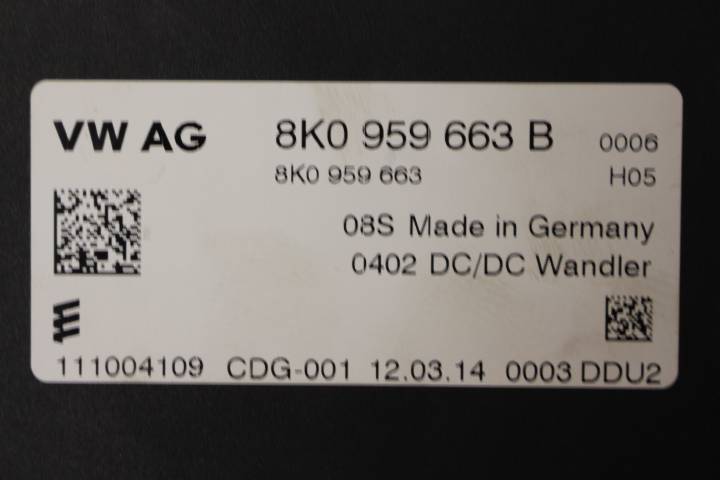 VW AG 8K0 959 663 B 0006
8K0 959 663 H05
08S Made in Germany
0402 DC/DC Wandler
111004109 CDG-001 12.03.14 0003 DDU2